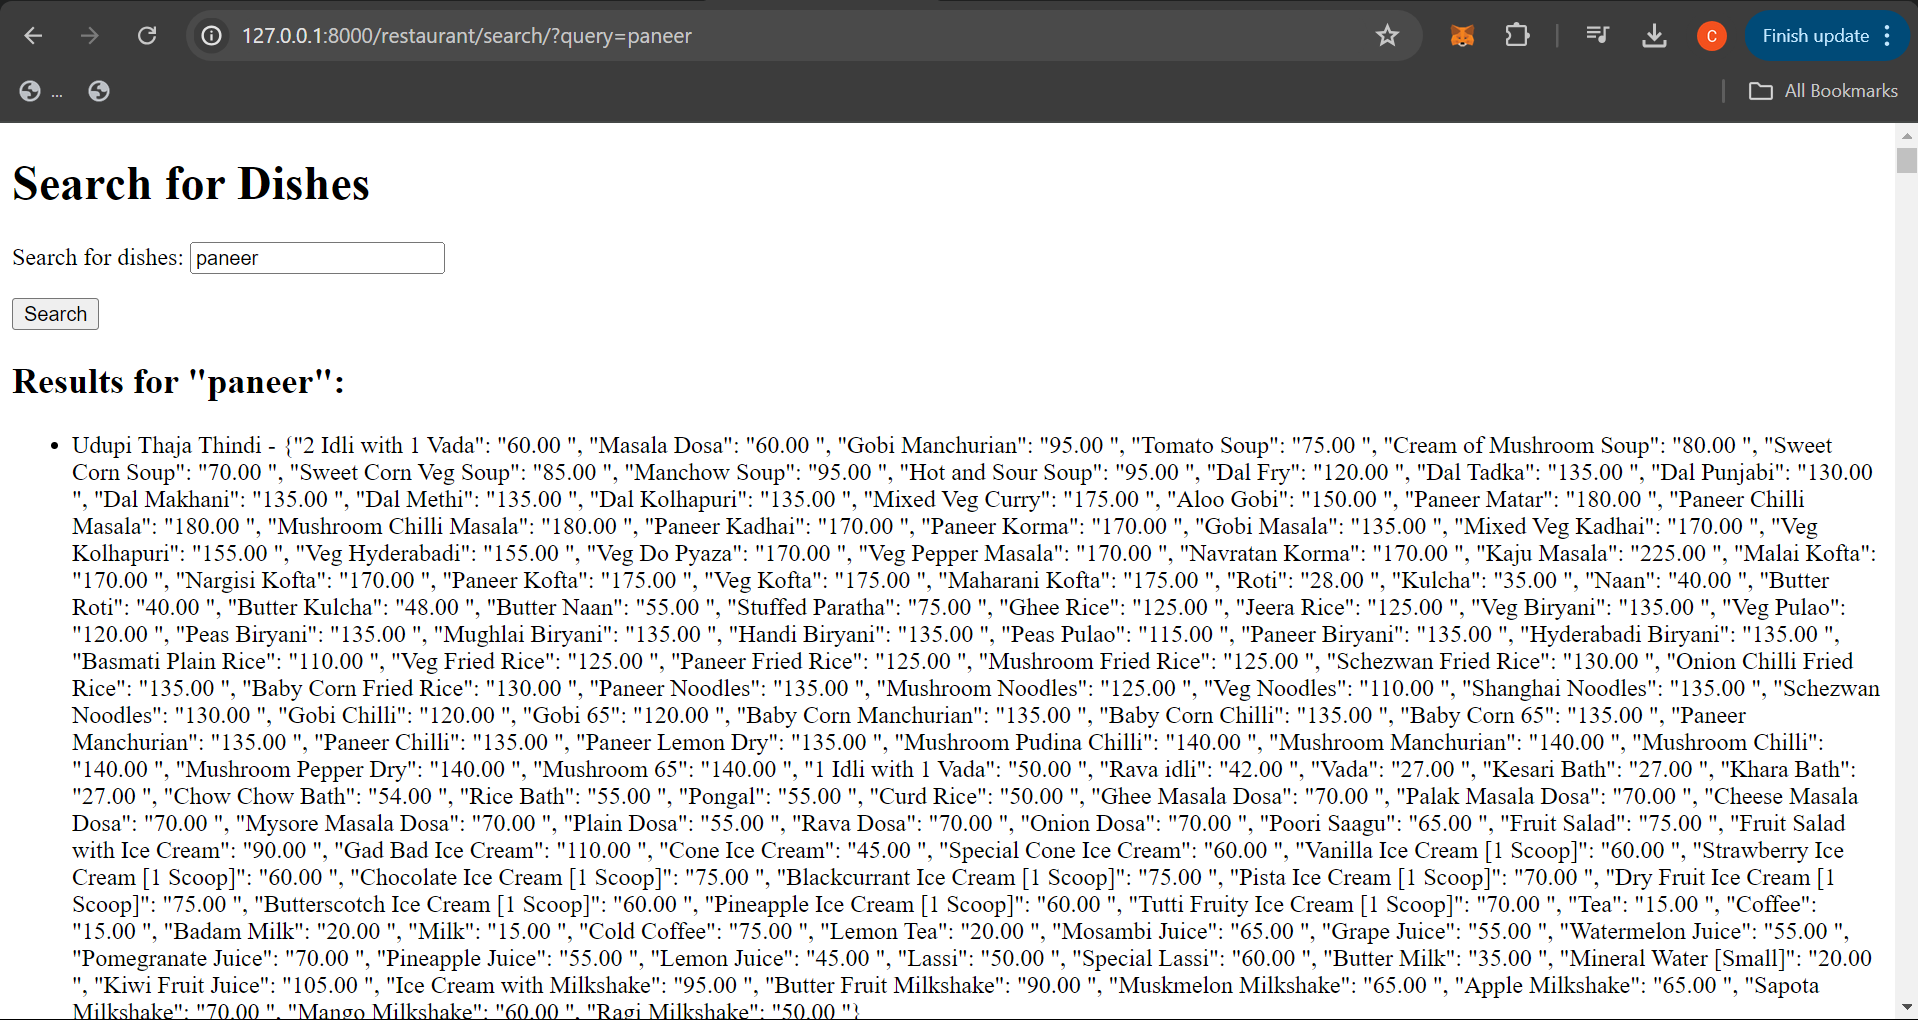 127.0.0.1:8000/restaurant/search/?query=paneer
C
Finish update
...
All Bookmarks
Search for Dishes
Search for dishes: paneer
Search
Results for "paneer":
Udupi Thaja Thindi - {"2 Idli with 1 Vada": "60.00 ", "Masala Dosa": "60.00 ", "Gobi Manchurian": "95.00 ", "Tomato Soup": "75.00 ", "Cream of Mushroom Soup": "80.00 ", "Sweet
Corn Soup": "70.00 ", "Sweet Corn Veg Soup": "85.00 ", "Manchow Soup": "95.00 ", "Hot and Sour Soup": "95.00 ", "Dal Fry": "120.00 ", "Dal Tadka": "135.00 ", "Dal Punjabi": "130.00
", "Dal Makhani": "135.00 ", "Dal Methi": "135.00 ", "Dal Kolhapuri": "135.00 ", "Mixed Veg Curry": "175.00 ", "Aloo Gobi": "150.00 ", "Paneer Matar": "180.00 ", "Paneer Chilli
Masala": "180.00 ", "Mushroom Chilli Masala": "180.00 ", "Paneer Kadhai": "170.00 ", "Paneer Korma": "170.00 ", "Gobi Masala": "135.00 ", "Mixed Veg Kadhai": "170.00 ", "Veg
Kolhapuri": "155.00 ", "Veg Hyderabadi": "155.00 ", "Veg Do Pyaza": "170.00 ", "Veg Pepper Masala": "170.00 ", "Navratan Korma": "170.00 ", "Kaju Masala": "225.00 ", "Malai Kofta":
"170.00 ", "Nargisi Kofta": "170.00 ", "Paneer Kofta": "175.00 ", "Veg Kofta": "175.00 ", "Maharani Kofta": "175.00 ", "Roti": "28.00 ", "Kulcha": "35.00 ", "Naan": "40.00 ", "Butter
Roti": "40.00 ", "Butter Kulcha": "48.00 ", "Butter Naan": "55.00 ", "Stuffed Paratha": "75.00 ", "Ghee Rice": "125.00 ", "Jeera Rice": "125.00 ", "Veg Biryani": "135.00 ", "Veg Pulao":
"120.00 ", "Peas Biryani": "135.00 ", "Mughlai Biryani": "135.00 ", "Handi Biryani": "135.00 ", "Peas Pulao": "115.00 ", "Paneer Biryani": "135.00 ", "Hyderabadi Biryani": "135.00 ",
"Basmati Plain Rice": "110.00 ", "Veg Fried Rice": "125.00 ", "Paneer Fried Rice": "125.00 ", "Mushroom Fried Rice": "125.00 ", "Schezwan Fried Rice": "130.00 ", "Onion Chilli Fried
Rice": "135.00 ", "Baby Corn Fried Rice": "130.00 ", "Paneer Noodles": "135.00 ", "Mushroom Noodles": "125.00 ", "Veg Noodles": "110.00 ", "Shanghai Noodles": "135.00 ", "Schezwan
Noodles": "130.00 ", "Gobi Chilli": "120.00 ", "Gobi 65": "120.00 ", "Baby Corn Manchurian": "135.00 ", "Baby Corn Chilli": "135.00 ", "Baby Corn 65": "135.00 ", "Paneer
Manchurian": "135.00 ", "Paneer Chilli": "135.00 ", "Paneer Lemon Dry": "135.00 ", "Mushroom Pudina Chilli": "140.00 ", "Mushroom Manchurian": "140.00 ", "Mushroom Chilli":
"140.00 ", "Mushroom Pepper Dry": "140.00 ", "Mushroom 65": "140.00 ", "1 Idli with 1 Vada": "50.00 ", "Rava idli": "42.00 ", "Vada": "27.00 ", "Kesari Bath": "27.00 ", "Khara Bath":
"27.00 ", "Chow Chow Bath": "54.00 ", "Rice Bath": "55.00 ", "Pongal": "55.00 ", "Curd Rice": "50.00 ", "Ghee Masala Dosa": "70.00 ", "Palak Masala Dosa": "70.00 ", "Cheese Masala
Dosa": "70.00 ", "Mysore Masala Dosa": "70.00 ", "Plain Dosa": "55.00 ", "Rava Dosa": "70.00 ", "Onion Dosa": "70.00 ", "Poori Saagu": "65.00 ", "Fruit Salad": "75.00 ", "Fruit Salad
with Ice Cream": "90.00 ", "Gad Bad Ice Cream": "110.00 ", "Cone Ice Cream": "45.00 ", "Special Cone Ice Cream": "60.00 ", "Vanilla Ice Cream [1 Scoop]": "60.00 ", "Strawberry Ice
Cream [1 Scoop]": "60.00 ", "Chocolate Ice Cream [1 Scoop]": "75.00 ", "Blackcurrant Ice Cream [1 Scoop]": "75.00 ", "Pista Ice Cream [1 Scoop]": "70.00 ", "Dry Fruit Ice Cream [1
Scoop]": "75.00 ", "Butterscotch Ice Cream [1 Scoop]": "60.00 ", "Pineapple Ice Cream [1 Scoop]": "60.00 ", "Tutti Fruity Ice Cream [1 Scoop]": "70.00 ", "Tea": "15.00 ", "Coffee":
"15.00 ", "Badam Milk": "20.00 ", "Milk": "15.00 ", "Cold Coffee": "75.00 ", "Lemon Tea": "20.00 ", "Mosambi Juice": "65.00 ", "Grape Juice": "55.00 ", "Watermelon Juice": "55.00 ",
"Pomegranate Juice": "70.00 ", "Pineapple Juice": "55.00 ", "Lemon Juice": "45.00 ", "Lassi": "50.00 ", "Special Lassi": "60.00 ", "Butter Milk": "35.00 ", "Mineral Water [Small]": "20.00
", "Kiwi Fruit Juice": "105.00 ", "Ice Cream with Milkshake": "95.00 ", "Butter Fruit Milkshake": "90.00 ", "Muskmelon Milkshake": "65.00 ", "Apple Milkshake": "65.00 ", "Sapota
Milkshake": "70.00 ", "Mango Milkshake": "60.00 ", "Ragi Milkshake": "50.00 "}